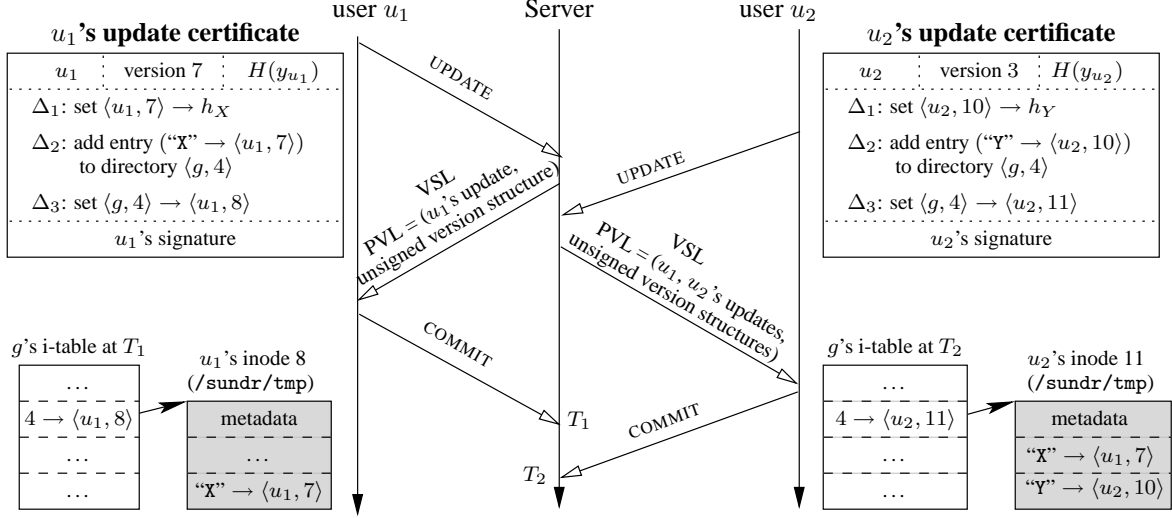 user u₁
Server
user u₂
u₁'s update certificate
u₁ version 7 H(y_{u₁})
Δ₁: set ⟨u₁, 7⟩ → h_X
Δ₂: add entry (“X” → ⟨u₁, 7⟩)
to directory ⟨g, 4⟩
Δ₃: set ⟨g, 4⟩ → ⟨u₁, 8⟩
u₁'s signature
UPDATE
VSL
PVL = (u₁'s update,
unsigned version structure)
COMMIT
UPDATE
VSL
PVL = (u₁, u₂'s updates,
unsigned version structures)
COMMIT
T₁
T₂
u₂'s update certificate
u₂ version 3 H(y_{u₂})
Δ₁: set ⟨u₂, 10⟩ → h_Y
Δ₂: add entry (“Y” → ⟨u₂, 10⟩)
to directory ⟨g, 4⟩
Δ₃: set ⟨g, 4⟩ → ⟨u₂, 11⟩
u₂'s signature
g's i-table at T₁
...
4 → ⟨u₁, 8⟩
...
...
u₁'s inode 8
(/sundr/tmp)
metadata
...
“X” → ⟨u₁, 7⟩
g's i-table at T₂
...
4 → ⟨u₂, 11⟩
...
...
u₂'s inode 11
(/sundr/tmp)
metadata
“X” → ⟨u₁, 7⟩
“Y” → ⟨u₂, 10⟩